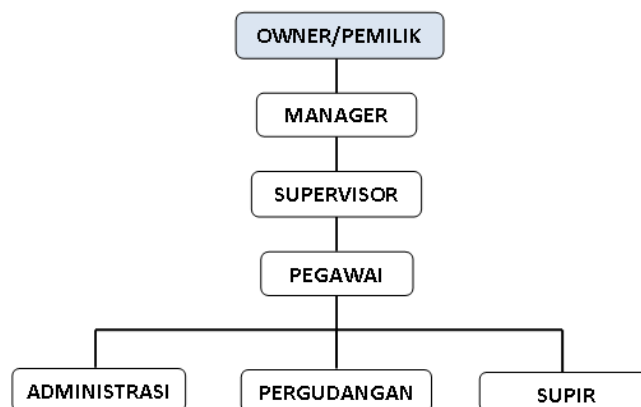 OWNER/PEMILIK
MANAGER
SUPERVISOR
PEGAWAI
ADMINISTRASI
PERGUDANGAN
SUPIR